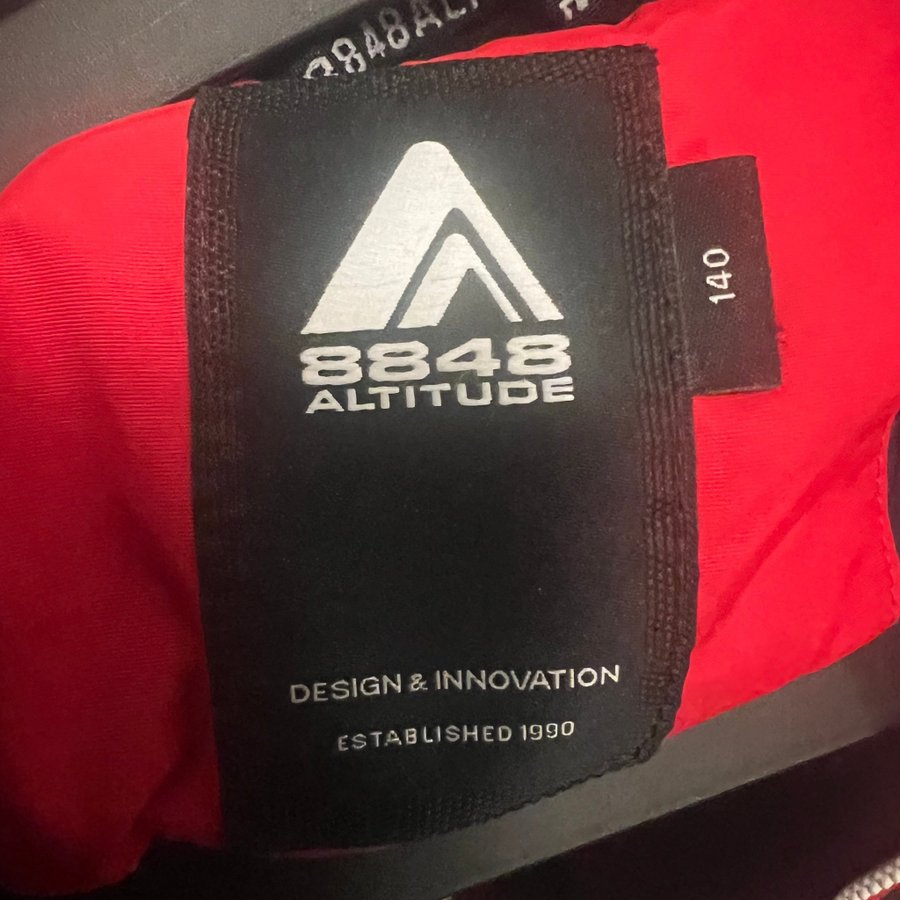 8848
ALTITUDE
140
DESIGN & INNOVATION
ESTABLISHED 1990